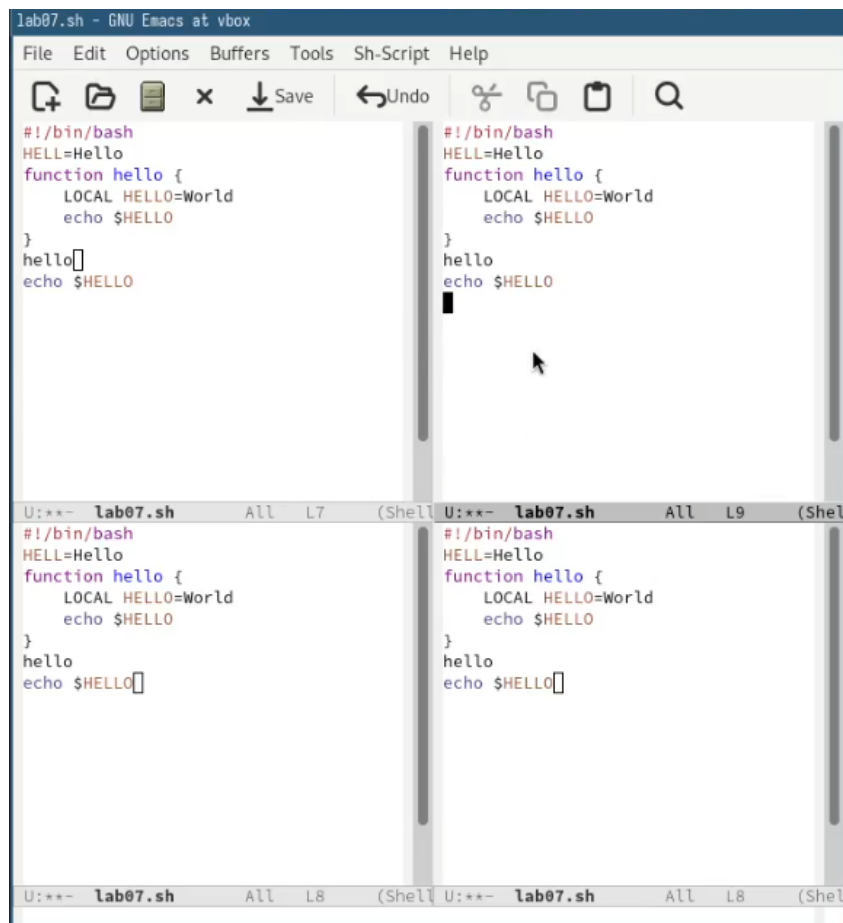 lab07.sh - GNU Emacs at vbox
File Edit Options Buffers Tools Sh-Script Help
Save Undo
#!/bin/bash
HELL=Hello
function hello {
    LOCAL HELLO=World
    echo $HELLO
}
hello
echo $HELLO
U:**- lab07.sh All L7 (Shell
#!/bin/bash
HELL=Hello
function hello {
    LOCAL HELLO=World
    echo $HELLO
}
hello
echo $HELLO
U:**- lab07.sh All L9 (Shel
#!/bin/bash
HELL=Hello
function hello {
    LOCAL HELLO=World
    echo $HELLO
}
hello
echo $HELLO
U:**- lab07.sh All L8 (Shell
#!/bin/bash
HELL=Hello
function hello {
    LOCAL HELLO=World
    echo $HELLO
}
hello
echo $HELLO
U:**- lab07.sh All L8 (Shel